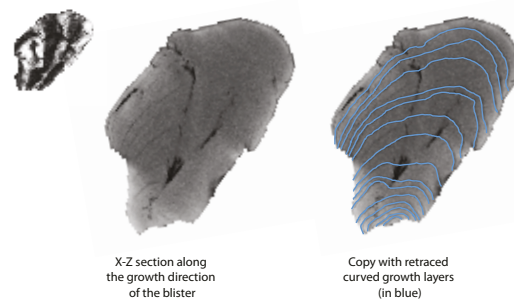 X-Z section along
the growth direction
of the blister
Copy with retraced
curved growth layers
(in blue)